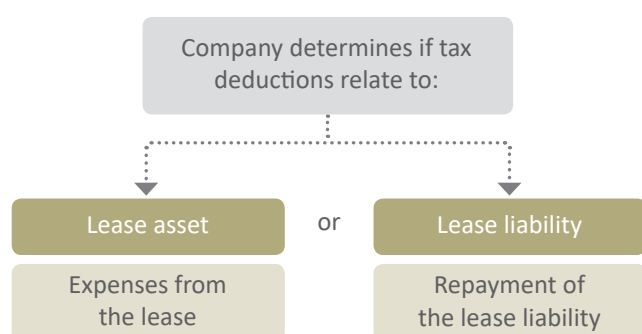 Company determines if tax
deductions relate to:
Lease asset
or
Lease liability
Expenses from
the lease
Repayment of
the lease liability